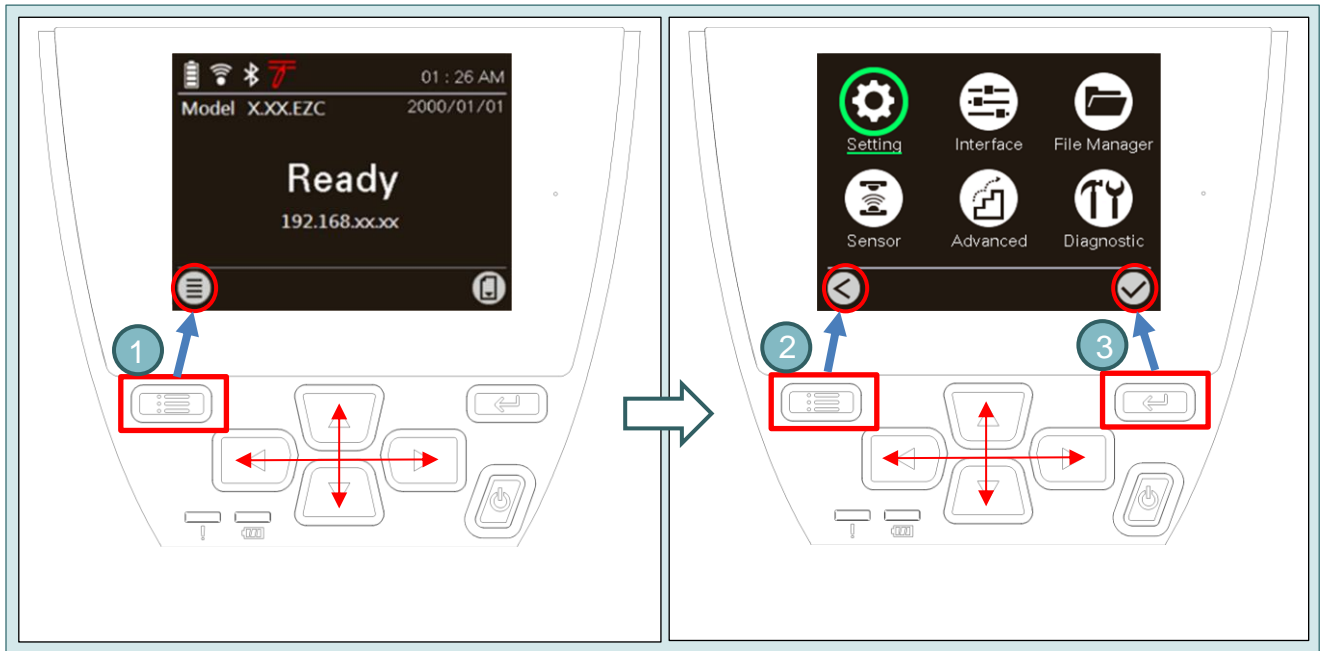 01 : 26 AM
Model X.XX.EZC 2000/01/01
Ready
192.168.xx.xx
1
Setting Interface File Manager
Sensor Advanced Diagnostic
2 3